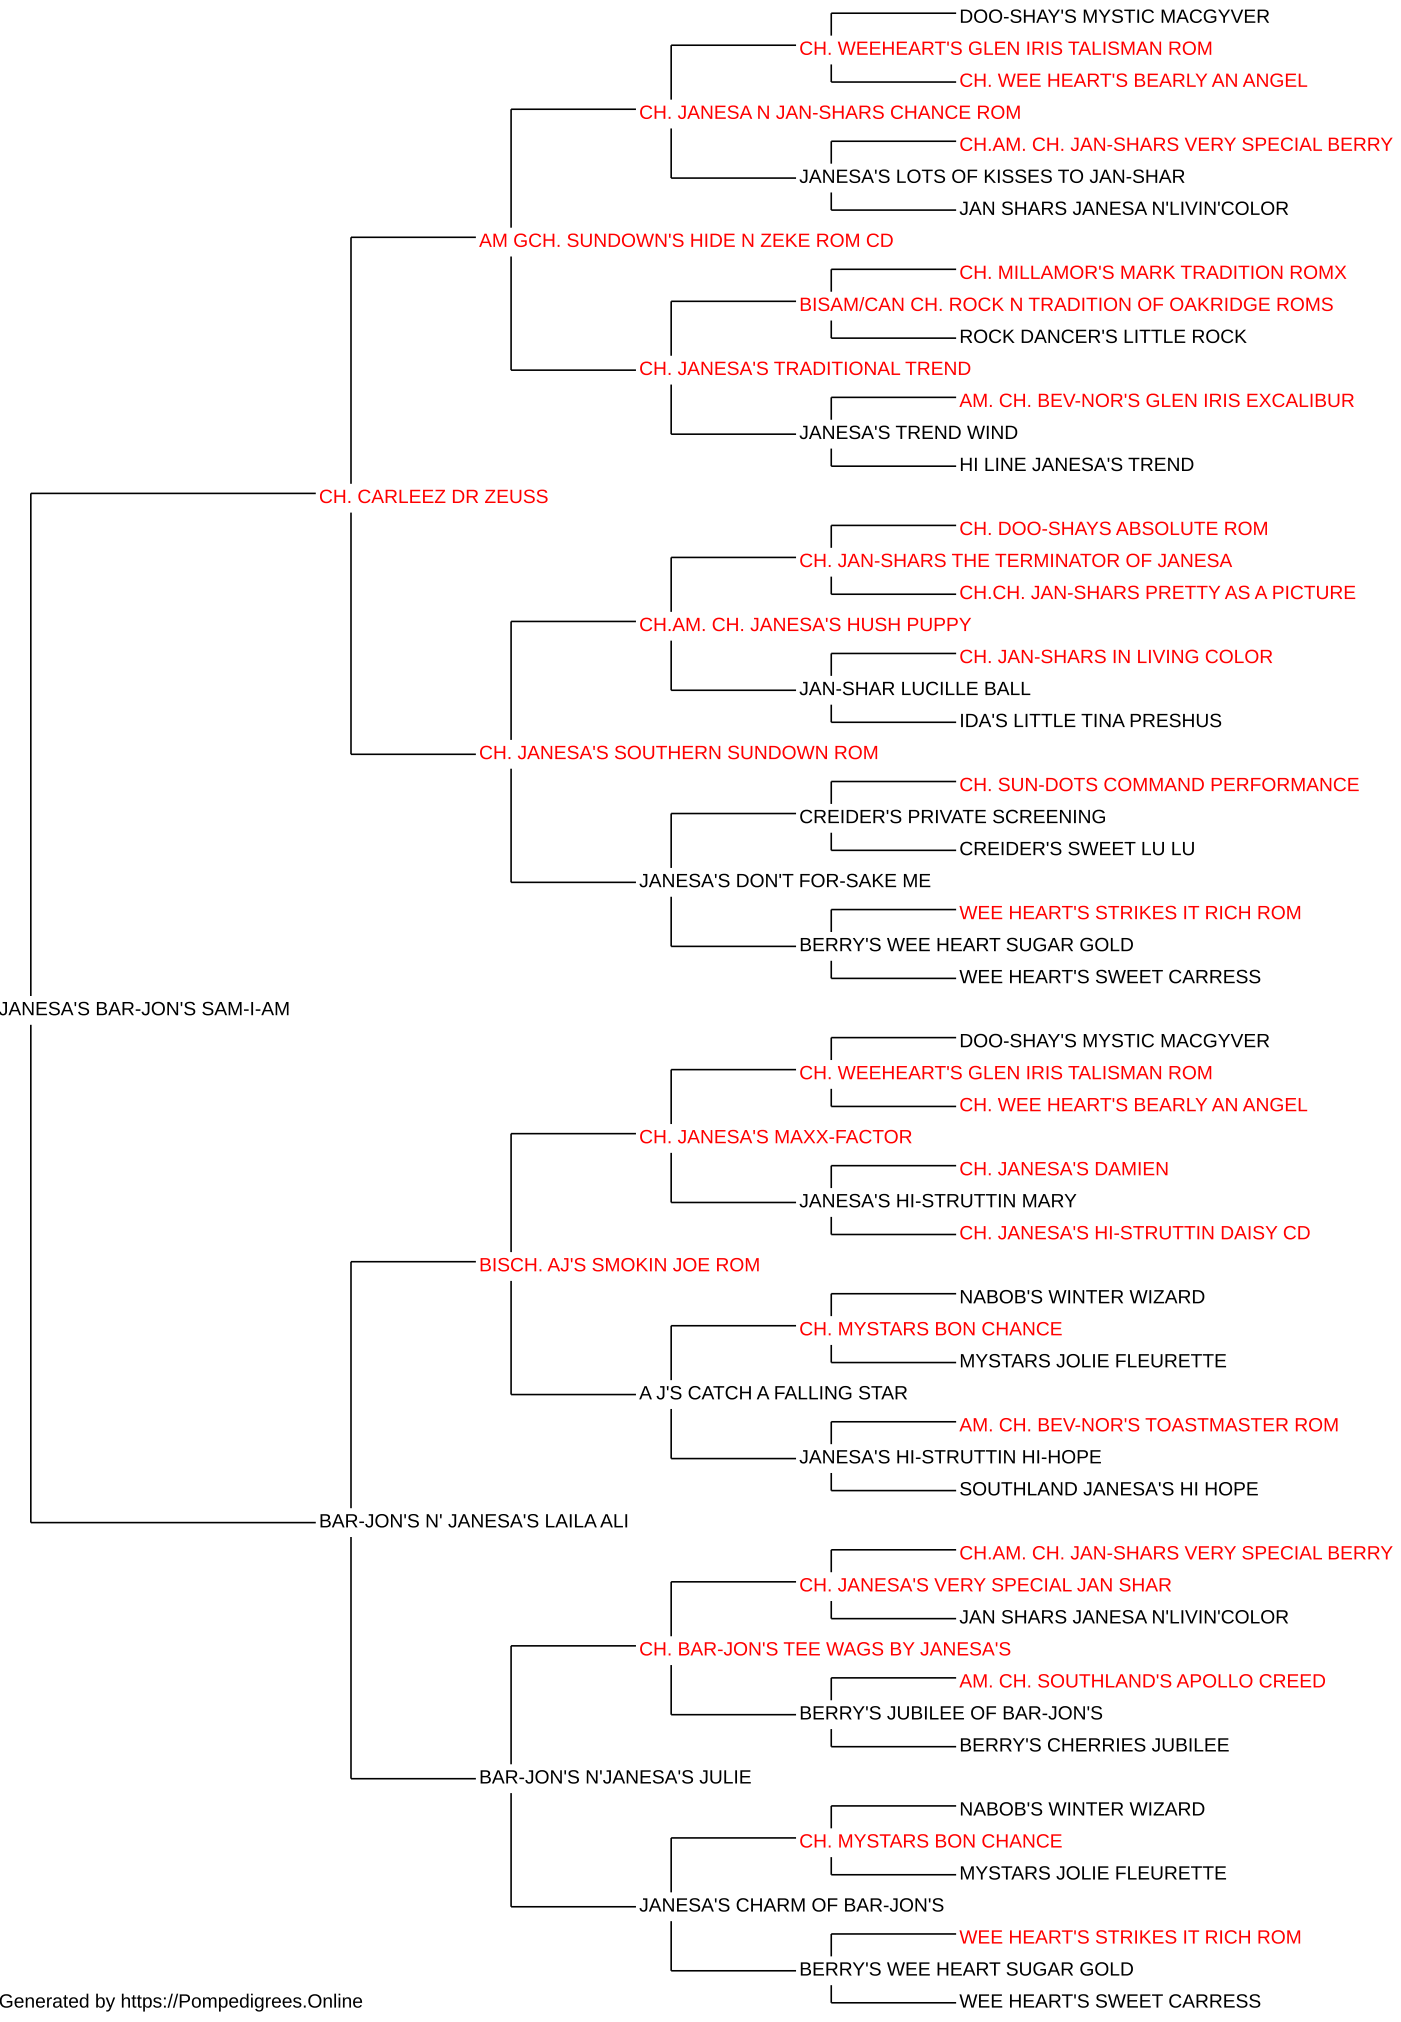 DOO-SHAY'S MYSTIC MACGYVER
CH. WEEHEART'S GLEN IRIS TALISMAN ROM
CH. WEE HEART'S BEARLY AN ANGEL
CH. JANESA N JAN-SHARS CHANCE ROM
CH.AM. CH. JAN-SHARS VERY SPECIAL BERRY
JANESA'S LOTS OF KISSES TO JAN-SHAR
JAN SHARS JANESA N'LIVIN'COLOR
AM GCH. SUNDOWN'S HIDE N ZEKE ROM CD
CH. MILLAMOR'S MARK TRADITION ROMX
BISAM/CAN CH. ROCK N TRADITION OF OAKRIDGE ROMS
ROCK DANCER'S LITTLE ROCK
CH. JANESA'S TRADITIONAL TREND
AM. CH. BEV-NOR'S GLEN IRIS EXCALIBUR
JANESA'S TREND WIND
HI LINE JANESA'S TREND
CH. CARLEEZ DR ZEUSS
CH. DOO-SHAYS ABSOLUTE ROM
CH. JAN-SHARS THE TERMINATOR OF JANESA
CH.CH. JAN-SHARS PRETTY AS A PICTURE
CH.AM. CH. JANESA'S HUSH PUPPY
CH. JAN-SHARS IN LIVING COLOR
JAN-SHAR LUCILLE BALL
IDA'S LITTLE TINA PRESHUS
CH. JANESA'S SOUTHERN SUNDOWN ROM
CH. SUN-DOTS COMMAND PERFORMANCE
CREIDER'S PRIVATE SCREENING
CREIDER'S SWEET LU LU
JANESA'S DON'T FOR-SAKE ME
WEE HEART'S STRIKES IT RICH ROM
BERRY'S WEE HEART SUGAR GOLD
WEE HEART'S SWEET CARRESS
JANESA'S BAR-JON'S SAM-I-AM
DOO-SHAY'S MYSTIC MACGYVER
CH. WEEHEART'S GLEN IRIS TALISMAN ROM
CH. WEE HEART'S BEARLY AN ANGEL
CH. JANESA'S MAXX-FACTOR
CH. JANESA'S DAMIEN
JANESA'S HI-STRUTTIN MARY
CH. JANESA'S HI-STRUTTIN DAISY CD
BISCH. AJ'S SMOKIN JOE ROM
NABOB'S WINTER WIZARD
CH. MYSTARS BON CHANCE
MYSTARS JOLIE FLEURETTE
A J'S CATCH A FALLING STAR
AM. CH. BEV-NOR'S TOASTMASTER ROM
JANESA'S HI-STRUTTIN HI-HOPE
SOUTHLAND JANESA'S HI HOPE
BAR-JON'S N' JANESA'S LAILA ALI
CH.AM. CH. JAN-SHARS VERY SPECIAL BERRY
CH. JANESA'S VERY SPECIAL JAN SHAR
JAN SHARS JANESA N'LIVIN'COLOR
CH. BAR-JON'S TEE WAGS BY JANESA'S
AM. CH. SOUTHLAND'S APOLLO CREED
BERRY'S JUBILEE OF BAR-JON'S
BERRY'S CHERRIES JUBILEE
BAR-JON'S N'JANESA'S JULIE
NABOB'S WINTER WIZARD
CH. MYSTARS BON CHANCE
MYSTARS JOLIE FLEURETTE
JANESA'S CHARM OF BAR-JON'S
WEE HEART'S STRIKES IT RICH ROM
BERRY'S WEE HEART SUGAR GOLD
WEE HEART'S SWEET CARRESS
Generated by https://Pompedigrees.Online